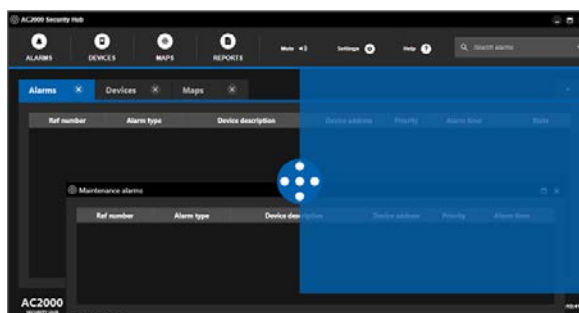 AC2000 Security Hub
ALARMS DEVICES MAPS REPORTS Mute Settings Help Search alarms
Alarms Devices Maps
Ref number Alarm type Device description Device address Priority Alarm time State
Maintenance alarms
Ref number Alarm type Device description Device address Priority Alarm time
AC2000
SECURITY HUB